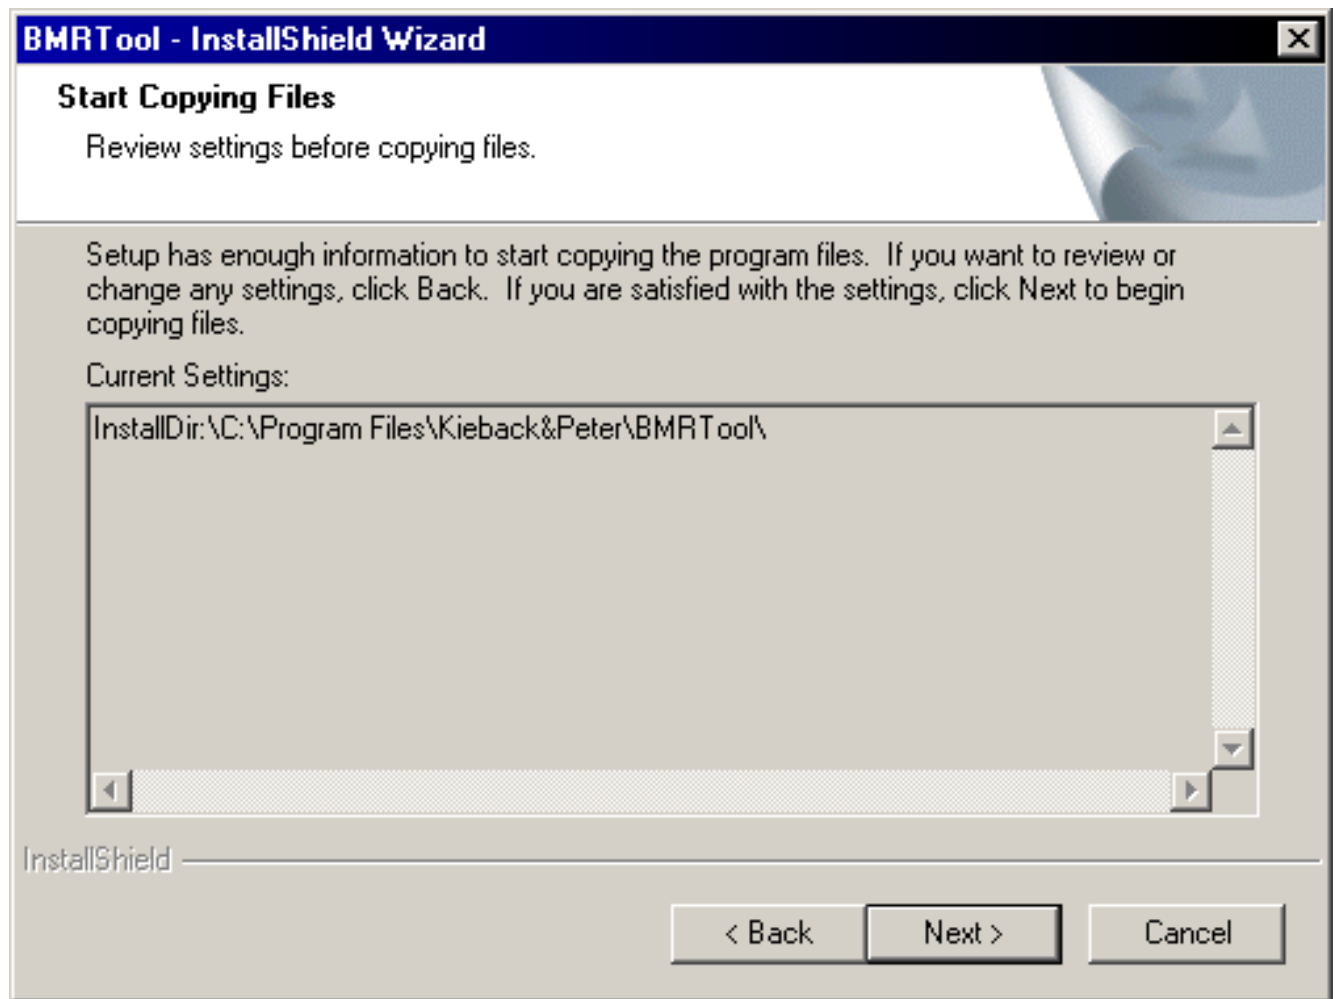 BMRTool - InstallShield Wizard
Start Copying Files
Review settings before copying files.
Setup has enough information to start copying the program files.  If you want to review or
change any settings, click Back.  If you are satisfied with the settings, click Next to begin
copying files.
Current Settings:
InstallDir:\C:\Program Files\Kieback&Peter\BMRTool\
InstallShield
< Back
Next >
Cancel